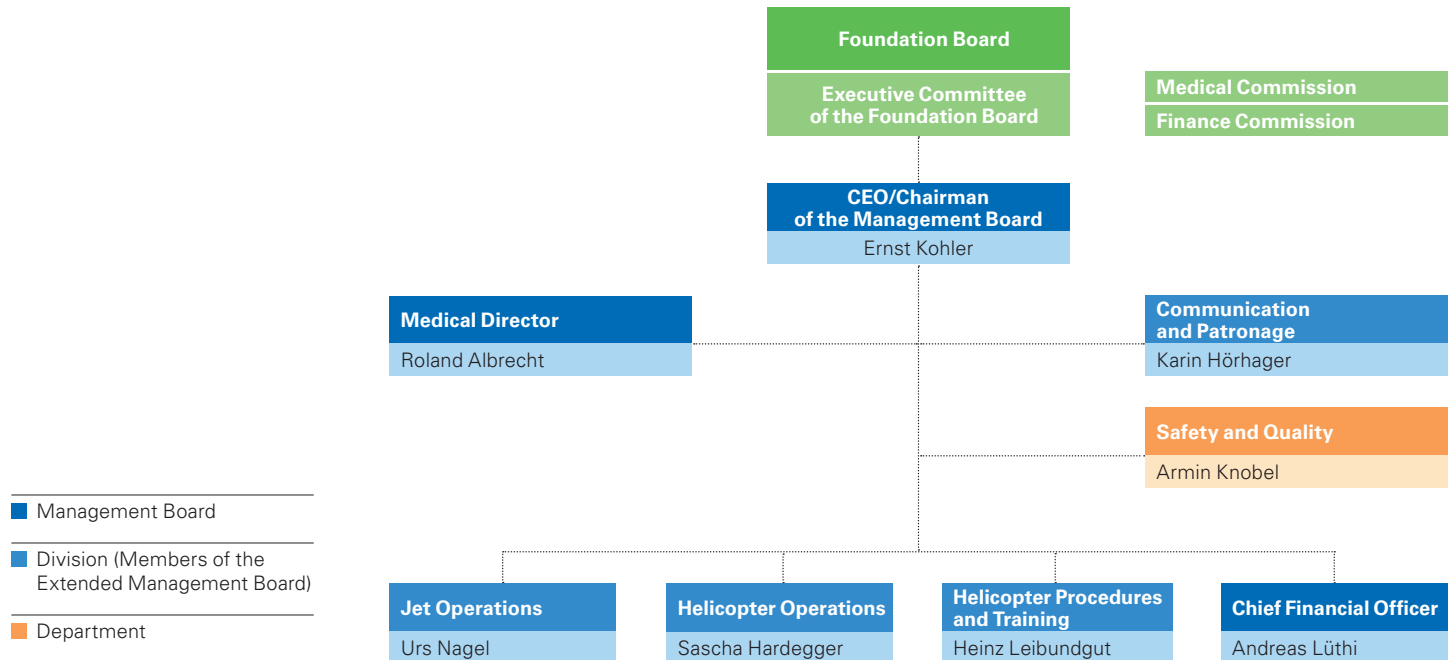 Foundation Board
Executive Committee
of the Foundation Board
Medical Commission
Finance Commission
CEO/Chairman
of the Management Board
Ernst Kohler
Medical Director
Roland Albrecht
Communication
and Patronage
Karin Hörhager
Safety and Quality
Armin Knobel
Management Board
Division (Members of the
Extended Management Board)
Department
Jet Operations
Urs Nagel
Helicopter Operations
Sascha Hardegger
Helicopter Procedures
and Training
Heinz Leibundgut
Chief Financial Officer
Andreas Lüthi